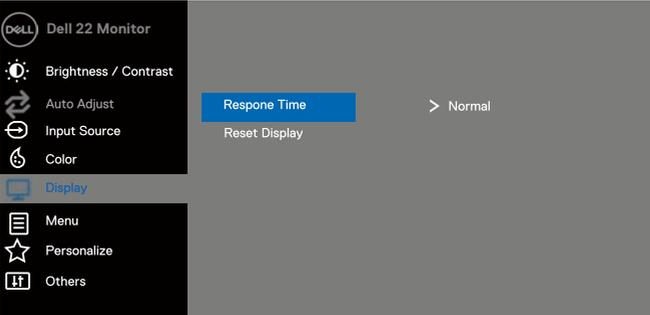 DELL
Dell 22 Monitor
Brightness / Contrast
Auto Adjust
Input Source
Color
Display
Menu
Personalize
Others
Respone Time
Normal
Reset Display